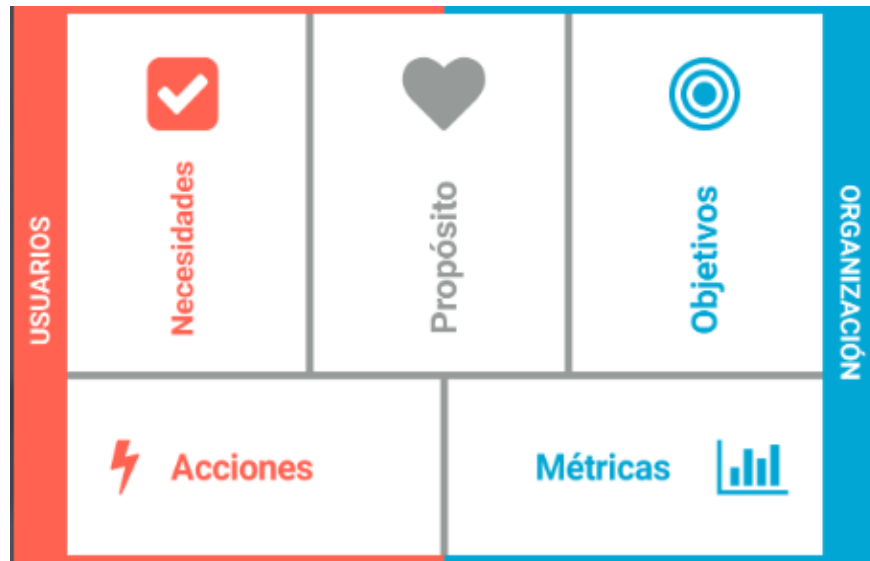 USUARIOS
Necesidades
Propósito
Objetivos
ORGANIZACIÓN
Acciones
Métricas